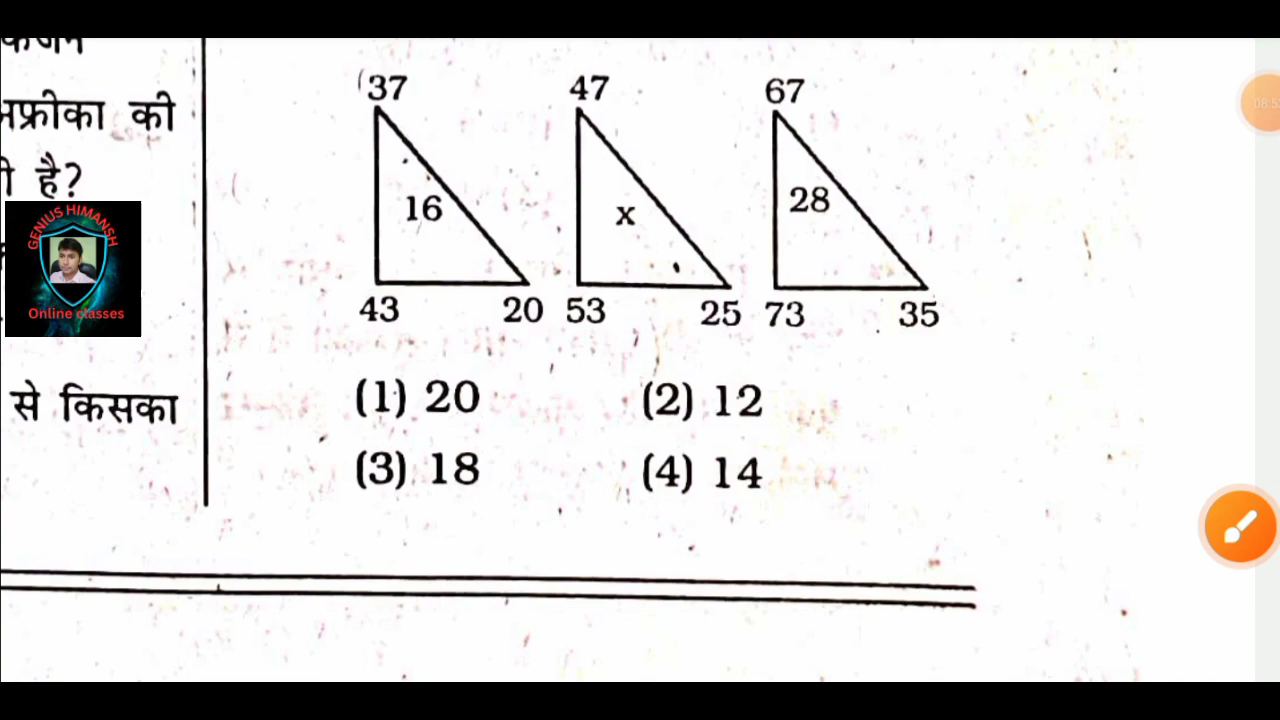 अफ्रीका की
है?
से किसका
GENIUS HIMANSH
Online classes
37 47 67
16 x 28
43 20 53 25 73 35
(1) 20 (2) 12
(3) 18 (4) 14